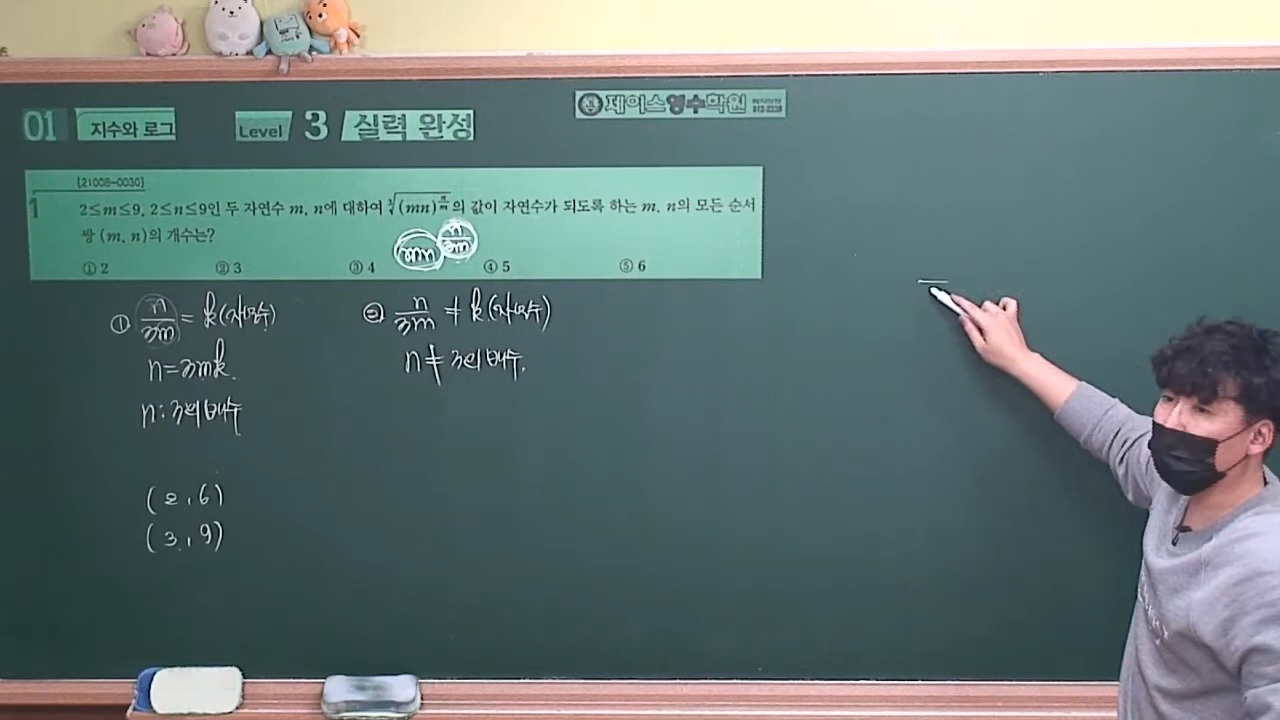 제이스영수학원
01 지수와 로그 Level 3 실력 완성
[21008-0030]
1 2≤m≤9, 2≤n≤9인 두 자연수 m, n에 대하여 ∛(mn)^(n/m)의 값이 자연수가 되도록 하는 m, n의 모든 순서
쌍 (m, n)의 개수는?
(mn)^(n/3m)
① 2 ② 3 ③ 4 ④ 5 ⑤ 6
① n/3m = k(자연수)
n=3mk.
n: 3의 배수
(2, 6)
(3, 9)
② n/3m ≠ k(자연수)
n≠3의 배수.